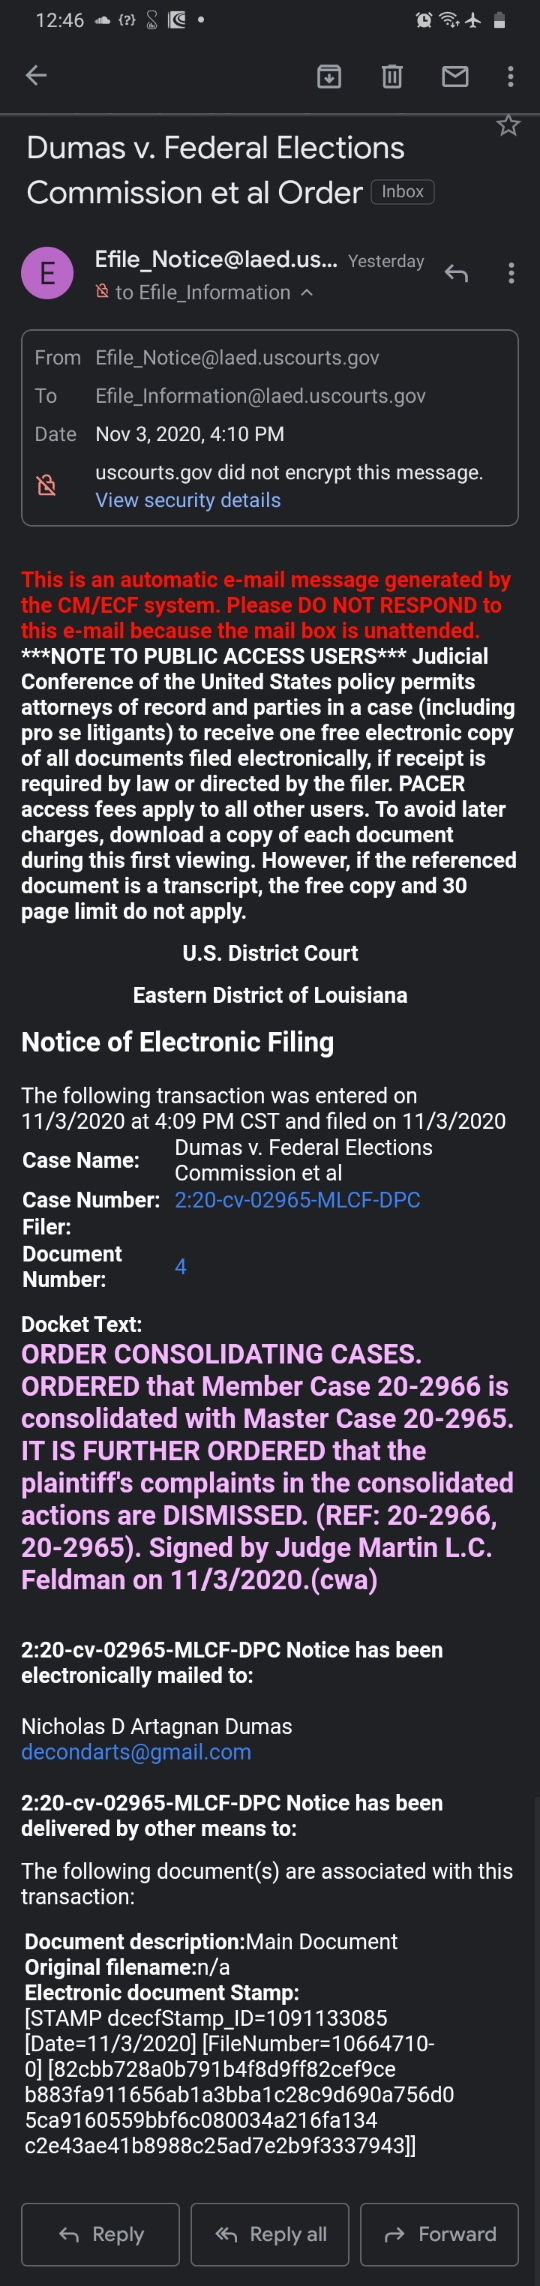 12:46
Dumas v. Federal Elections
Commission et al Order Inbox
E
Efile_Notice@laed.us... Yesterday
to Efile_Information
From Efile_Notice@laed.uscourts.gov
To Efile_Information@laed.uscourts.gov
Date Nov 3, 2020, 4:10 PM
uscourts.gov did not encrypt this message.
View security details
This is an automatic e-mail message generated by
the CM/ECF system. Please DO NOT RESPOND to
this e-mail because the mail box is unattended.
***NOTE TO PUBLIC ACCESS USERS*** Judicial
Conference of the United States policy permits
attorneys of record and parties in a case (including
pro se litigants) to receive one free electronic copy
of all documents filed electronically, if receipt is
required by law or directed by the filer. PACER
access fees apply to all other users. To avoid later
charges, download a copy of each document
during this first viewing. However, if the referenced
document is a transcript, the free copy and 30
page limit do not apply.
U.S. District Court
Eastern District of Louisiana
Notice of Electronic Filing
The following transaction was entered on
11/3/2020 at 4:09 PM CST and filed on 11/3/2020
Case Name: Dumas v. Federal Elections
Commission et al
Case Number: 2:20-cv-02965-MLCF-DPC
Filer:
Document
Number: 4
Docket Text:
ORDER CONSOLIDATING CASES.
ORDERED that Member Case 20-2966 is
consolidated with Master Case 20-2965.
IT IS FURTHER ORDERED that the
plaintiff's complaints in the consolidated
actions are DISMISSED. (REF: 20-2966,
20-2965). Signed by Judge Martin L.C.
Feldman on 11/3/2020.(cwa)
2:20-cv-02965-MLCF-DPC Notice has been
electronically mailed to:
Nicholas D Artagnan Dumas
decondarts@gmail.com
2:20-cv-02965-MLCF-DPC Notice has been
delivered by other means to:
The following document(s) are associated with this
transaction:
Document description:Main Document
Original filename:n/a
Electronic document Stamp:
[STAMP dcecfStamp_ID=1091133085
[Date=11/3/2020] [FileNumber=10664710-
0] [82cbb728a0b791b4f8d9ff82cef9ce
b883fa911656ab1a3bba1c28c9d690a756d0
5ca9160559bbf6c080034a216fa134
c2e43ae41b8988c25ad7e2b9f3337943]]
Reply Reply all Forward